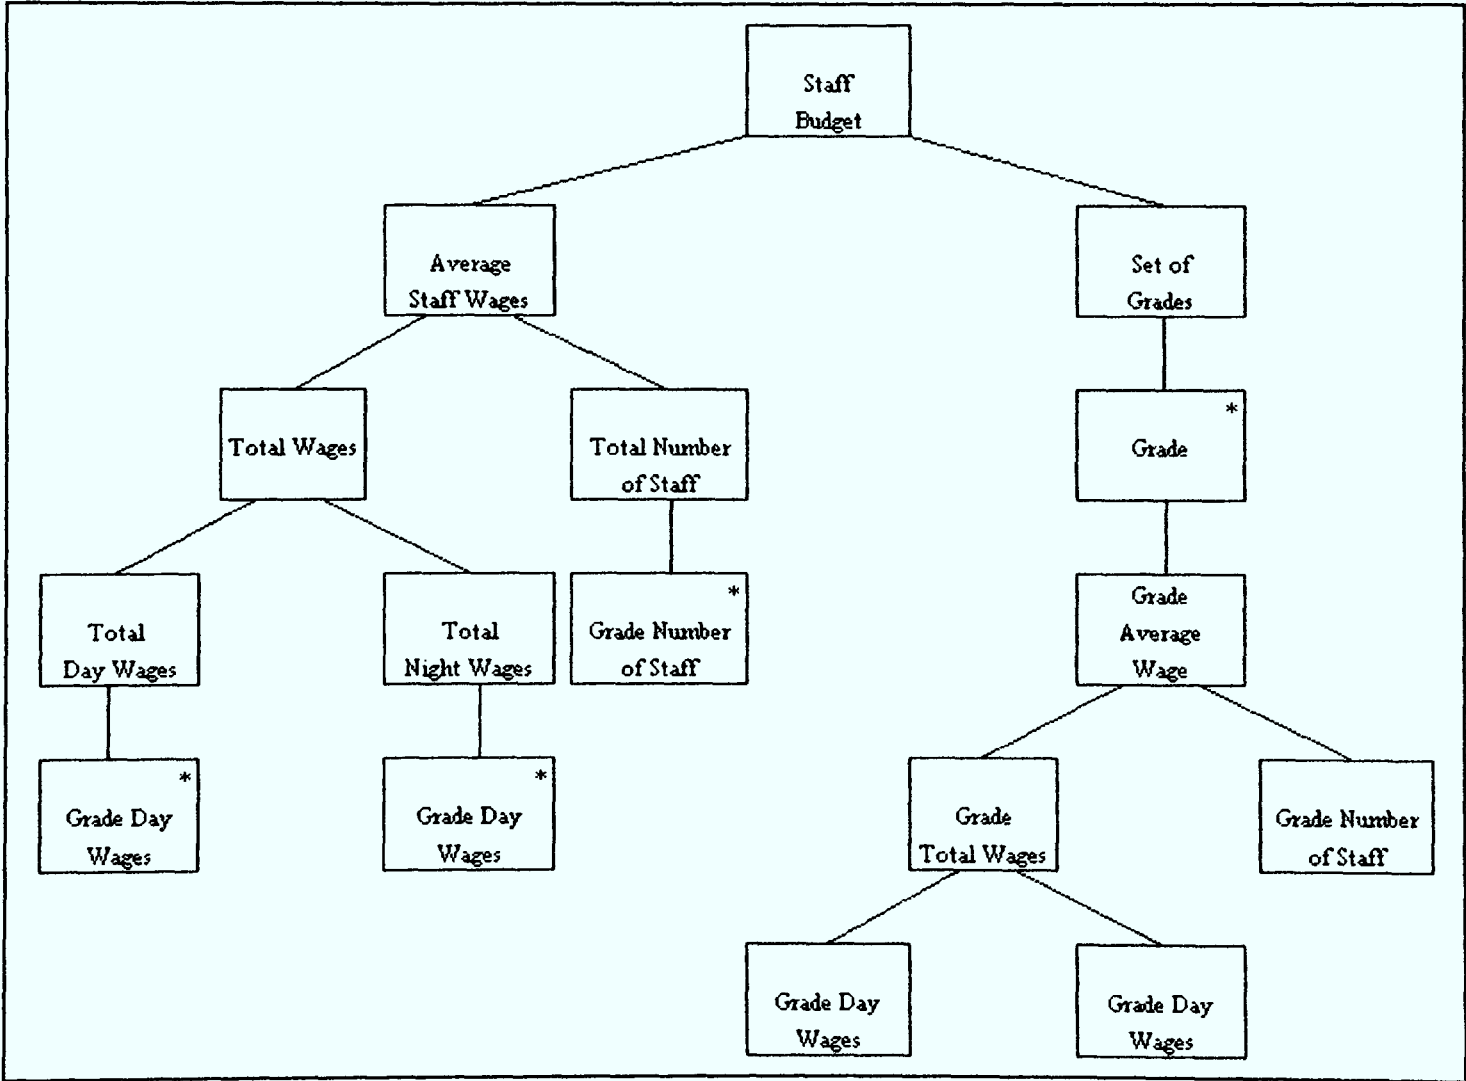 Staff
Budget
Average
Staff Wages
Set of
Grades
Total Wages
Total Number
of Staff
*
Grade
Total
Day Wages
Total
Night Wages
*
Grade Number
of Staff
Grade
Average
Wage
*
Grade Day
Wages
*
Grade Day
Wages
Grade
Total Wages
Grade Number
of Staff
Grade Day
Wages
Grade Day
Wages